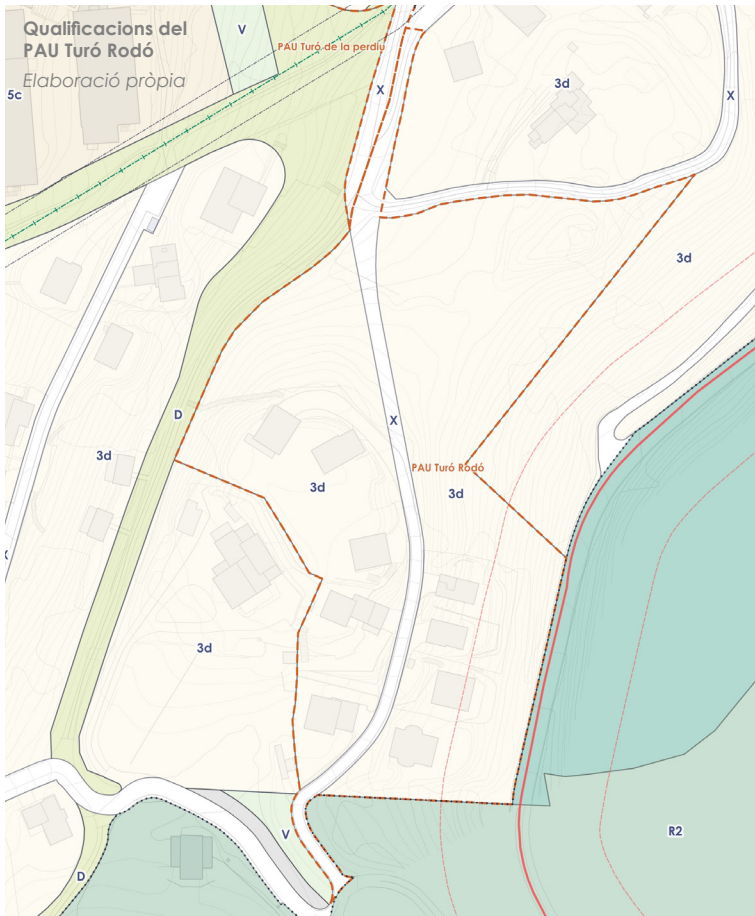 Qualificacions del
PAU Turó Rodó
Elaboració pròpia
V
PAU Turó de la perdiu
5c
X
3d
X
3d
D
X
3d
PAU Turó Rodó
3d
3d
X
3d
V
R2
D